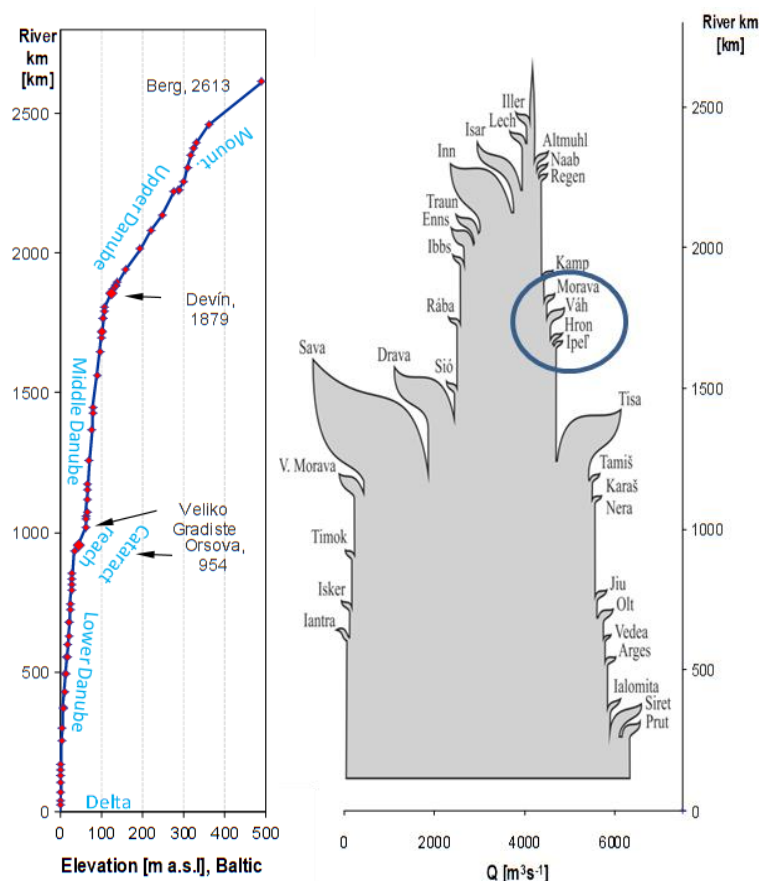 River
km
[km]
2500
2000
1500
1000
500
0
0 100 200 300 400 500
Elevation [m a.s.l], Baltic
Berg, 2613
Mount.
Upper Danube
Devín,
1879
Middle Danube
Veliko
Gradiste
Orsova,
954
Cataract
reach
Lower Danube
Delta
River km
[km]
2500
2000
1500
1000
500
0
0 2000 4000 6000
Q [m³s⁻¹]
Iller
Lech
Isar
Inn
Traun
Enns
Ibbs
Rába
Sió
Drava
Sava
V. Morava
Timok
Isker
Iantra
Altmuhl
Naab
Regen
Kamp
Morava
Váh
Hron
Ipeľ
Tisa
Tamiš
Karaš
Nera
Jiu
Olt
Vedea
Arges
Ialomita
Siret
Prut